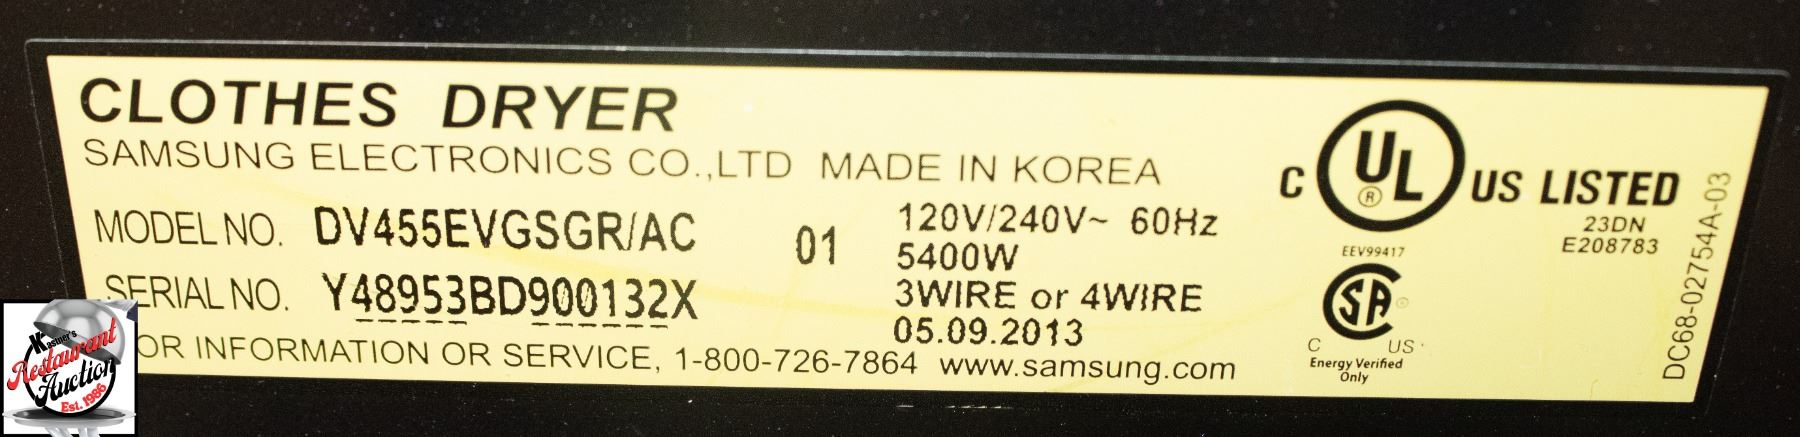 CLOTHES DRYER
SAMSUNG ELECTRONICS CO.,LTD MADE IN KOREA
MODEL NO. DV455EVGSGR/AC 01
SERIAL NO. Y48953BD900132X
120V/240V~ 60Hz
5400W
3WIRE or 4WIRE
05.09.2013
OR INFORMATION OR SERVICE, 1-800-726-7864 www.samsung.com
C UL ® US LISTED
23DN
E208783
EEV99417
SA ®
C US
Energy Verified
Only
DC68-02754A-03
Kastner's
Restaurant
Auction
Est. 1986